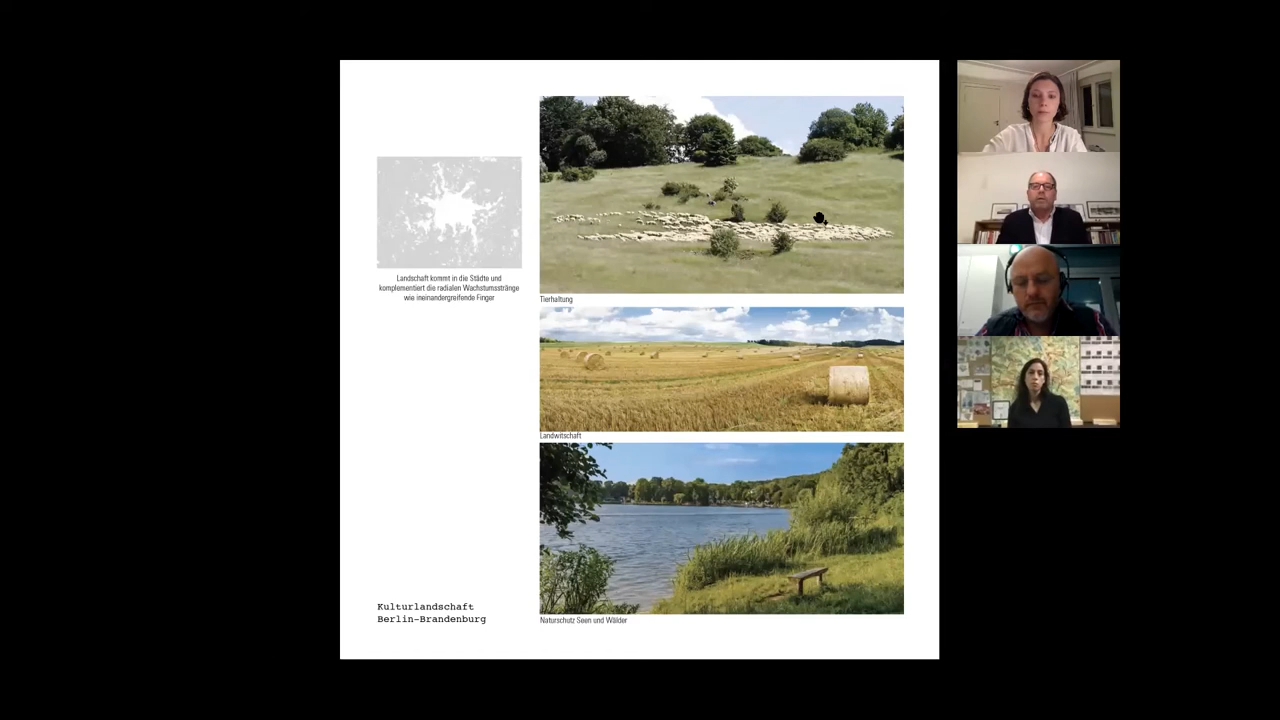 Landschaft kommt in die Städte und
komplementiert die radialen Wachstumsstränge
wie ineinandergreifende Finger
Tierhaltung
Landwitschaft
Naturschutz Seen und Wälder
Kulturlandschaft
Berlin-Brandenburg